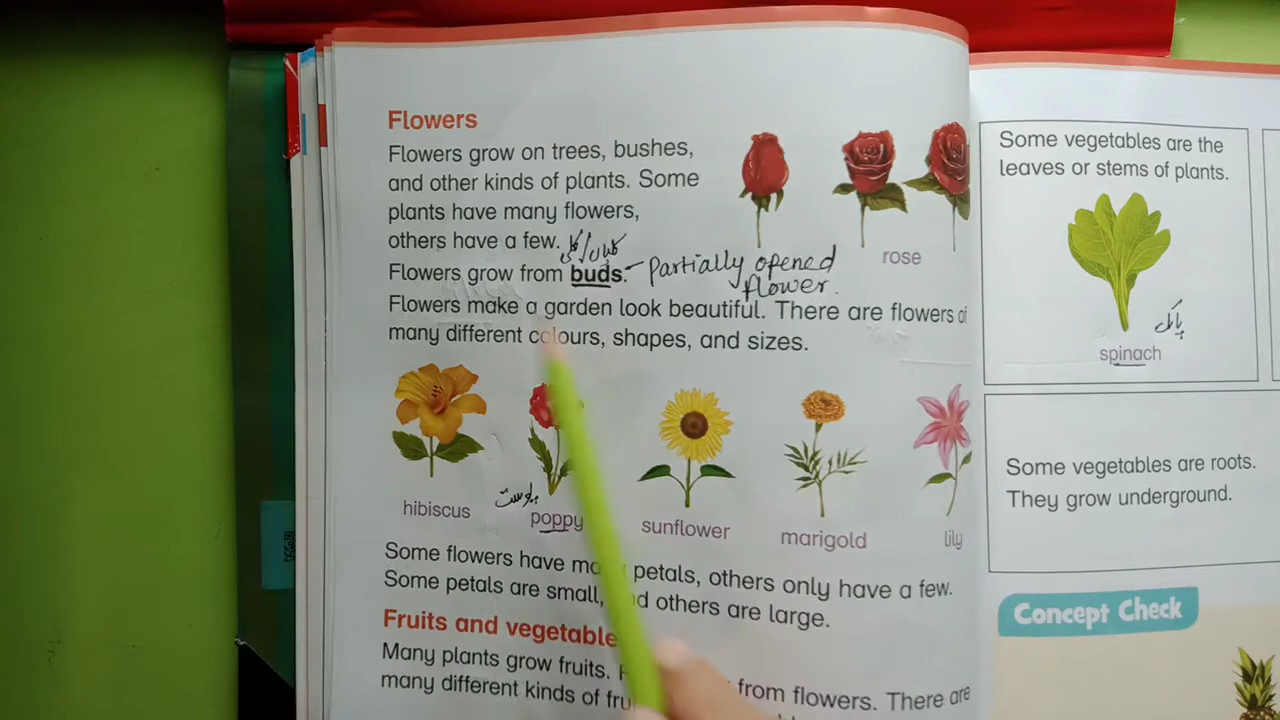 Flowers
Flowers grow on trees, bushes,
and other kinds of plants. Some
plants have many flowers,
others have a few.
Flowers grow from buds. - Partially opened
flower.
Flowers make a garden look beautiful. There are flowers of
many different colours, shapes, and sizes.
rose
hibiscus
poppy
sunflower
marigold
lily
Some flowers have many petals, others only have a few.
Some petals are small, and others are large.
Fruits and vegetable
Many plants grow fruits. from flowers. There are
many different kinds of fru
Some vegetables are the
leaves or stems of plants.
پالک
spinach
Some vegetables are roots.
They grow underground.
Concept Check